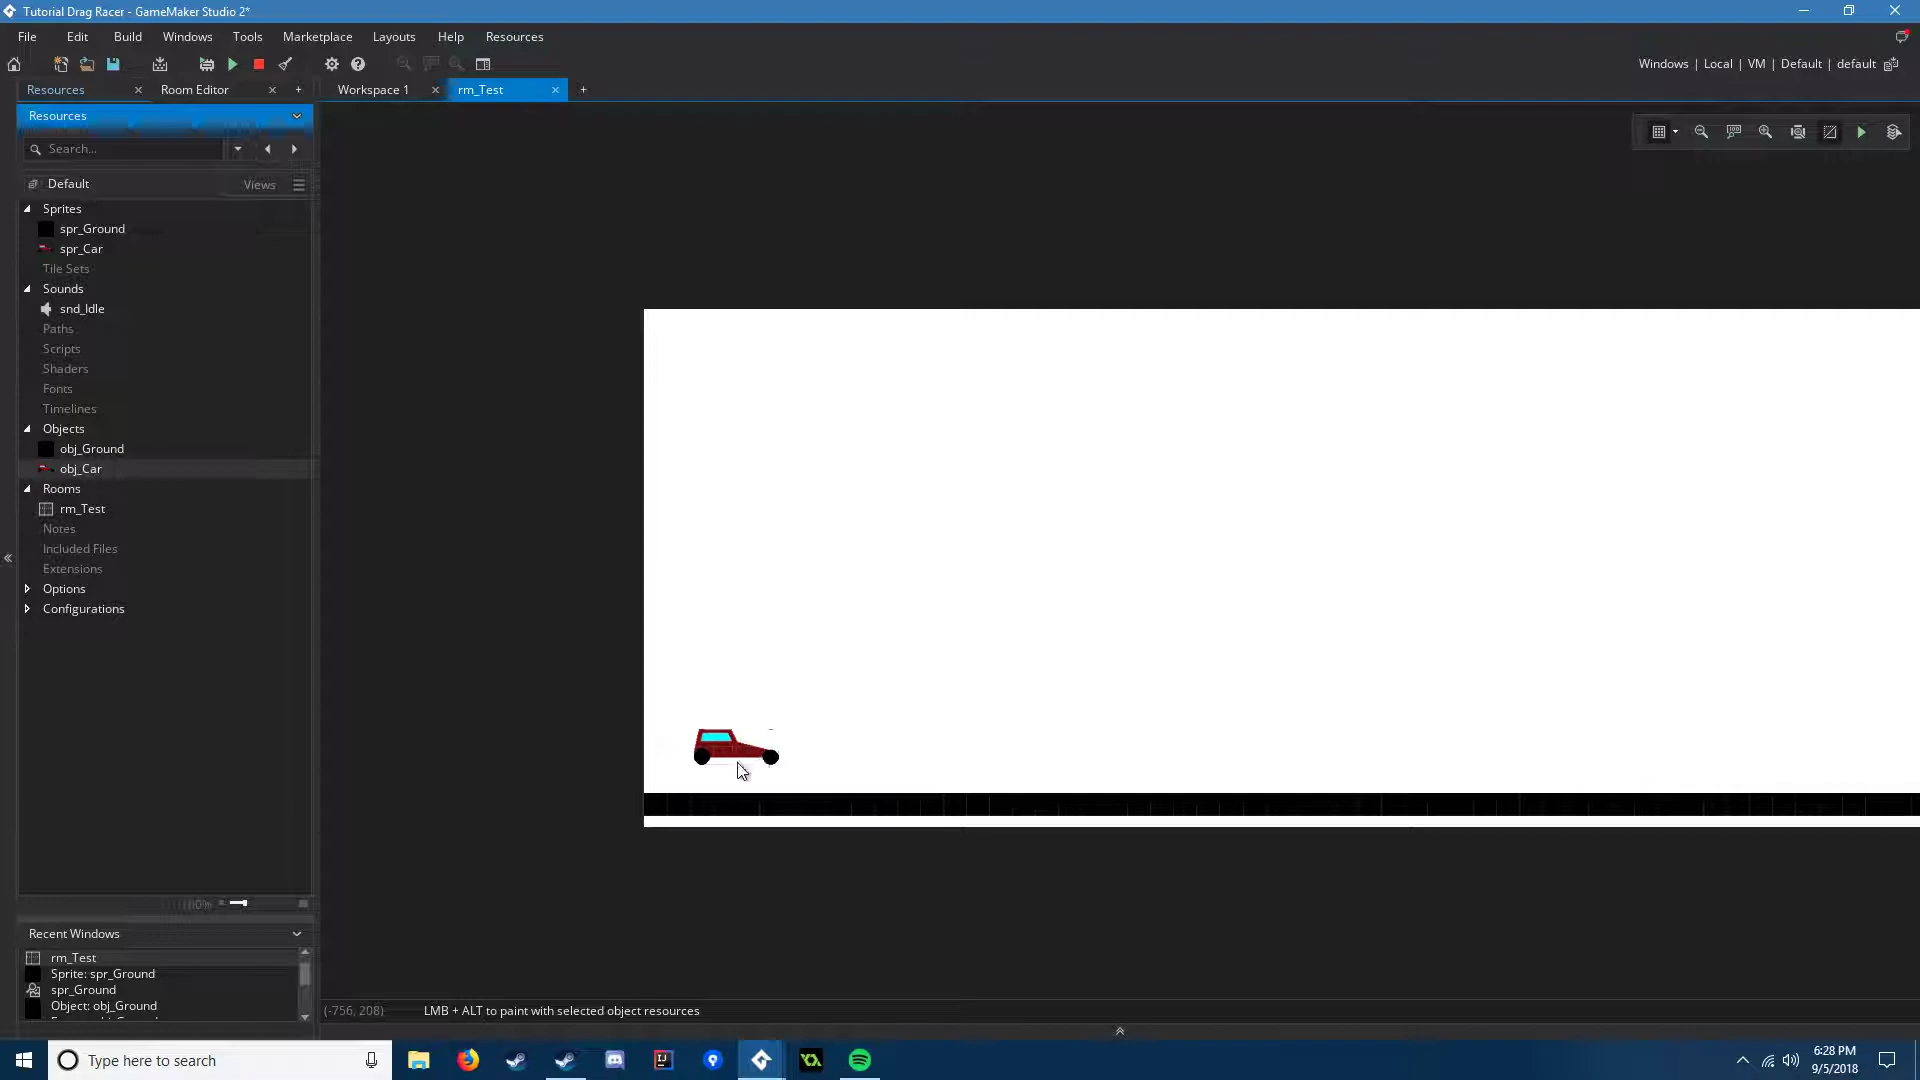 Tutorial Drag Racer - GameMaker Studio 2*
File Edit Build Windows Tools Marketplace Layouts Help Resources
Windows | Local | VM | Default | default
Resources Room Editor + Workspace 1 rm_Test +
Resources
Search...
Default Views
Sprites
spr_Ground
spr_Car
Tile Sets
Sounds
snd_Idle
Paths
Scripts
Shaders
Fonts
Timelines
Objects
obj_Ground
obj_Car
Rooms
rm_Test
Notes
Included Files
Extensions
Options
Configurations
Recent Windows
rm_Test
Sprite: spr_Ground
spr_Ground
Object: obj_Ground
(-756, 208) LMB + ALT to paint with selected object resources
Type here to search
6:28 PM
9/5/2018